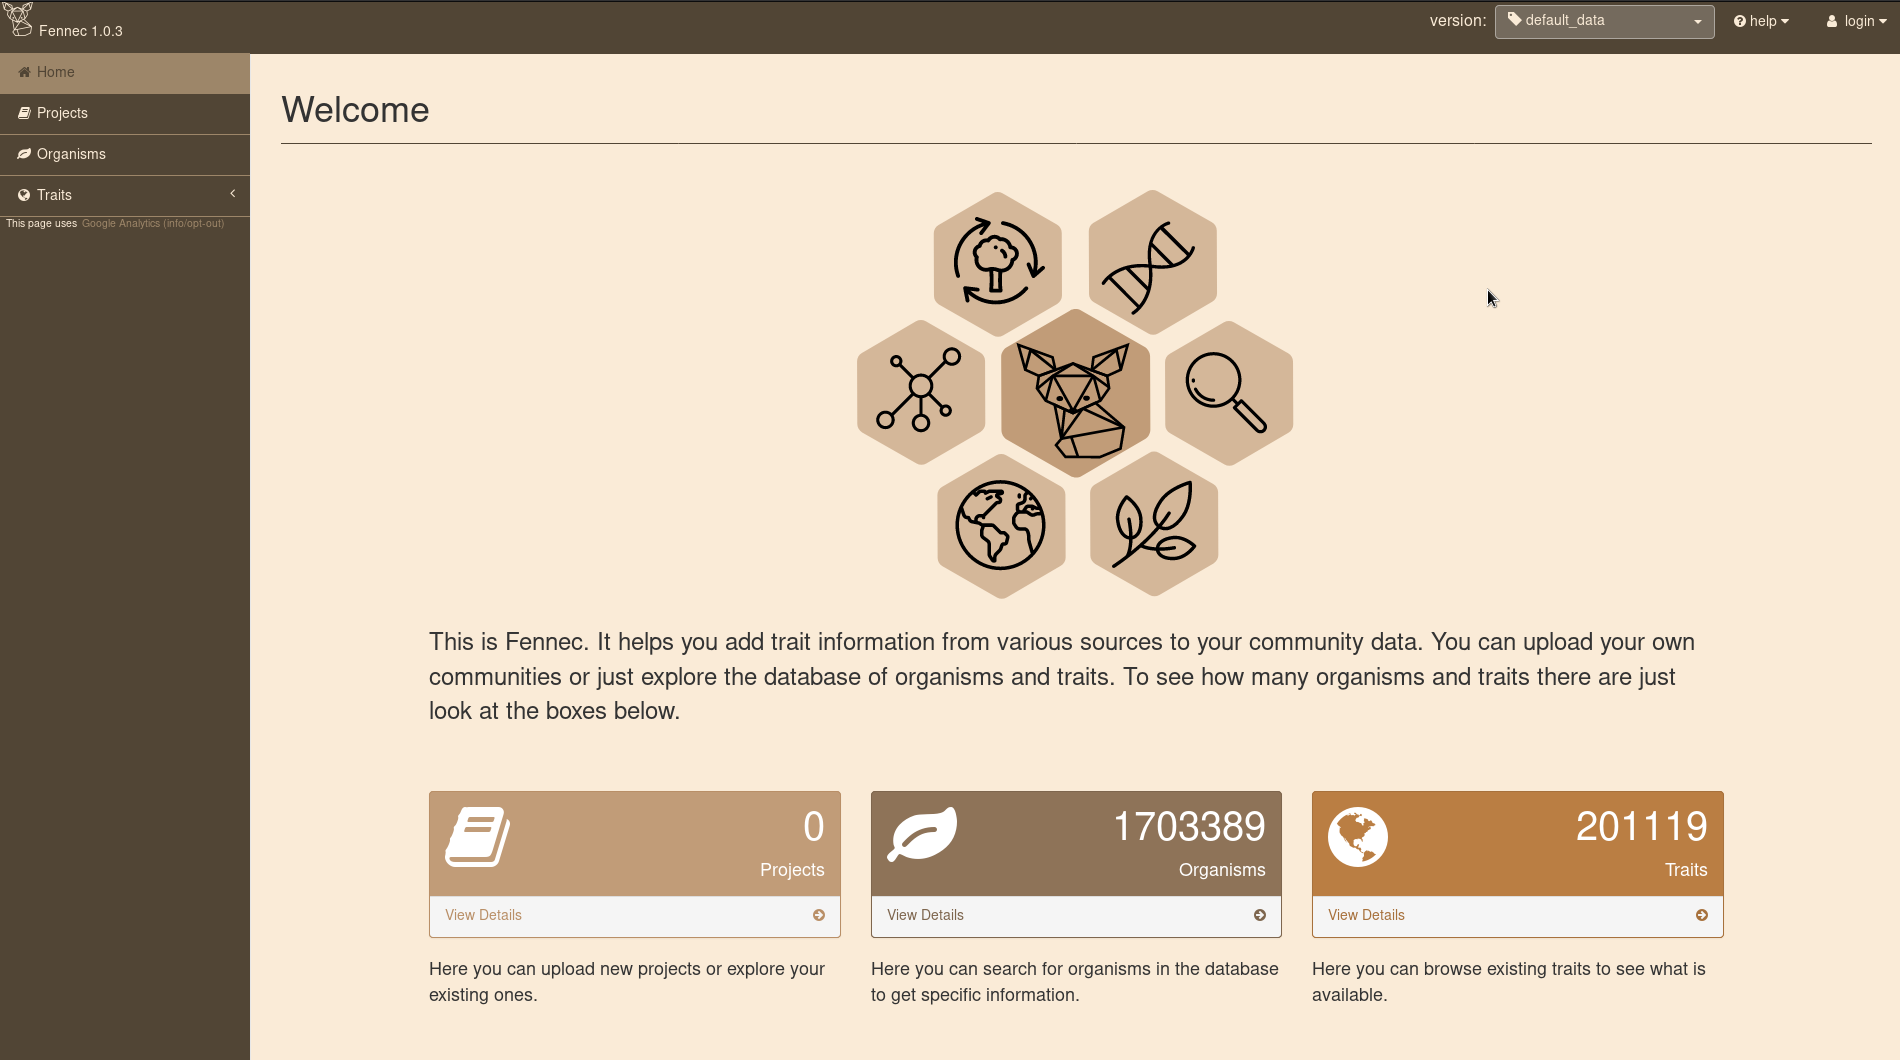 Fennec 1.0.3
version: default_data help login
Home
Projects
Organisms
Traits
This page uses Google Analytics (info/opt-out)
Welcome
This is Fennec. It helps you add trait information from various sources to your community data. You can upload your own
communities or just explore the database of organisms and traits. To see how many organisms and traits there are just
look at the boxes below.
0
Projects
View Details
Here you can upload new projects or explore your
existing ones.
1703389
Organisms
View Details
Here you can search for organisms in the database
to get specific information.
201119
Traits
View Details
Here you can browse existing traits to see what is
available.